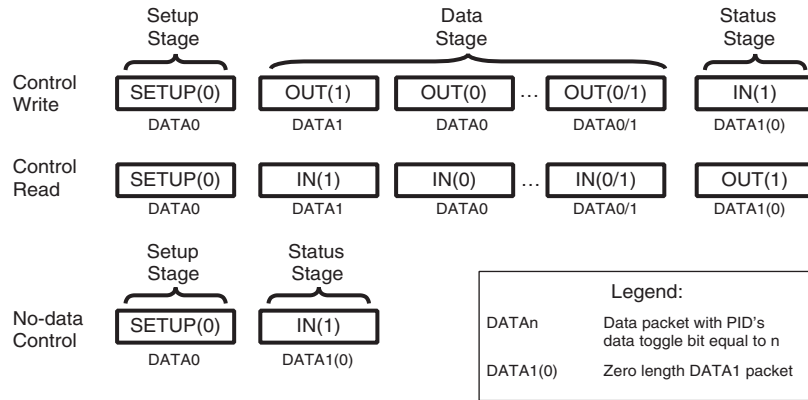 Setup Stage
Data Stage
Status Stage
Control Write
SETUP(0)
OUT(1)
OUT(0)
...
OUT(0/1)
IN(1)
DATA0
DATA1
DATA0
DATA0/1
DATA1(0)
Control Read
SETUP(0)
IN(1)
IN(0)
...
IN(0/1)
OUT(1)
DATA0
DATA1
DATA0
DATA0/1
DATA1(0)
Setup Stage
Status Stage
No-data Control
SETUP(0)
IN(1)
DATA0
DATA1(0)
Legend:
DATAn
Data packet with PID's
data toggle bit equal to n
DATA1(0)
Zero length DATA1 packet